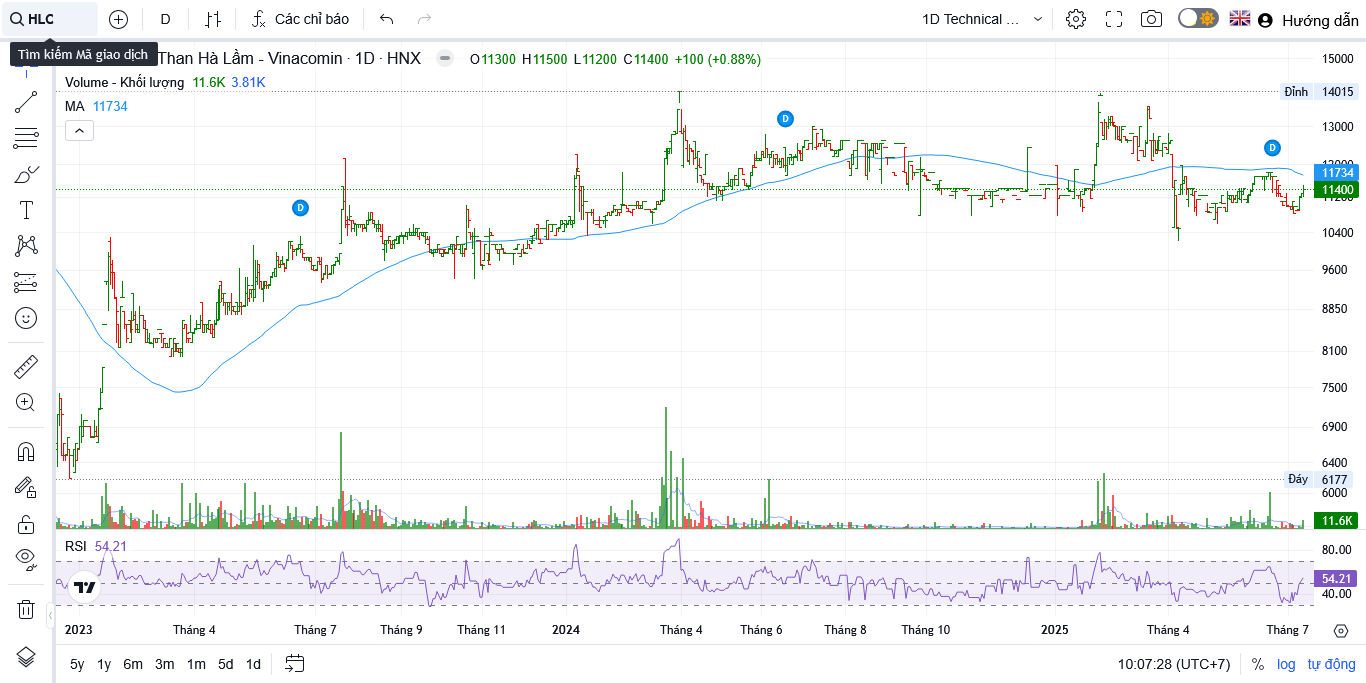 HLC D Các chỉ báo 1D Technical ... Hướng dẫn
Tìm kiếm Mã giao dịch
Than Hà Lầm - Vinacomin · 1D · HNX O11300 H11500 L11200 C11400 +100 (+0.88%)
Volume - Khối lượng 11.6K 3.81K
MA 11734
15000
Đỉnh 14015
13000
12000
11734
11400
11200
10400
9600
8850
8100
7500
6900
6400
Đáy 6177
6000
11.6K
D
D
D
RSI 54.21
80.00
54.21
40.00
2023 Tháng 4 Tháng 7 Tháng 9 Tháng 11 2024 Tháng 4 Tháng 6 Tháng 8 Tháng 10 2025 Tháng 4 Tháng 7
5y 1y 6m 3m 1m 5d 1d 10:07:28 (UTC+7) % log tự động